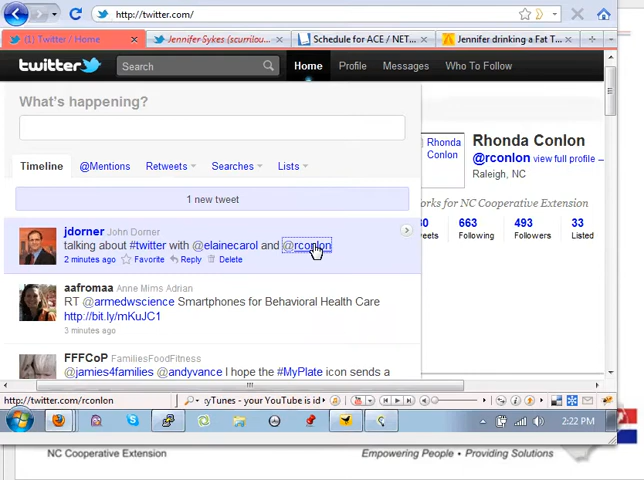 http://twitter.com/
(1) Twitter / Home
Jennifer Sykes (scurrilou...
Schedule for ACE / NET...
Jennifer drinking a Fat T...
twitter
Search
Home
Profile
Messages
Who To Follow
What's happening?
Timeline
@Mentions
Retweets
Searches
Lists
1 new tweet
jdorner John Dorner
talking about #twitter with @elainecarol and @rconlon
2 minutes ago Favorite Reply Delete
aafromaa Anne Mims Adrian
RT @armedwscience Smartphones for Behavioral Health Care
http://bit.ly/mKuJC1
3 minutes ago
FFFCoP FamiliesFoodFitness
@jamies4families @andyvance I hope the #MyPlate icon sends a
Rhonda Conlon
Rhonda Conlon
@rconlon view full profile
Raleigh, NC
orks for NC Cooperative Extension
30 663 493 33
eets Following Followers Listed
http://twitter.com/rconlon
yTunes - your YouTube is id
2:22 PM
NC Cooperative Extension
Empowering People • Providing Solutions